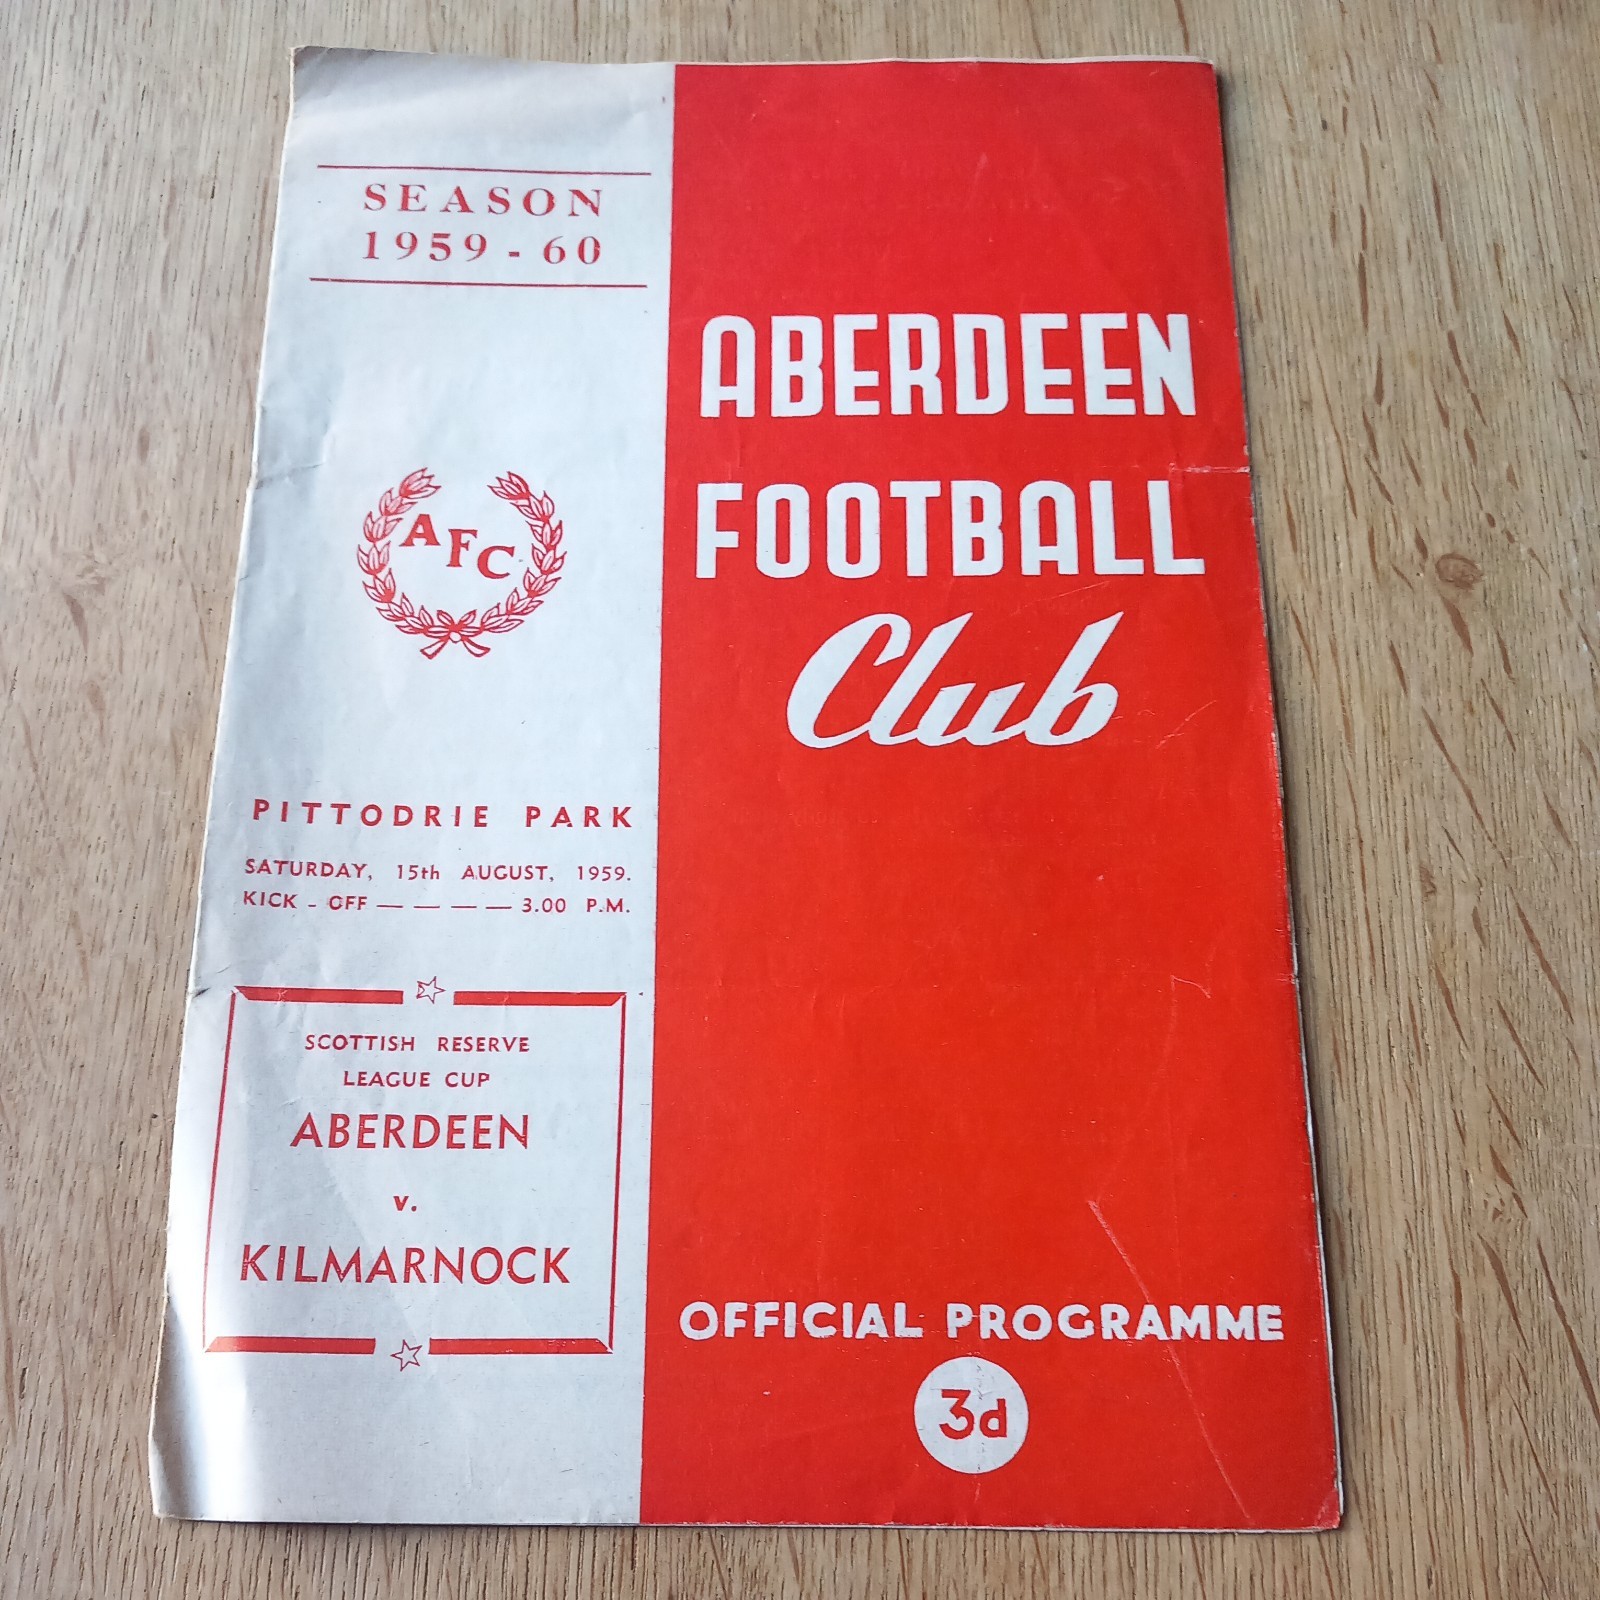 SEASON
1959 - 60
AFC
PITTODRIE PARK
SATURDAY, 15th AUGUST, 1959.
KICK - OFF — — — — 3.00 P.M.
SCOTTISH RESERVE
LEAGUE CUP
ABERDEEN
v.
KILMARNOCK
ABERDEEN
FOOTBALL
Club
OFFICIAL PROGRAMME
3d